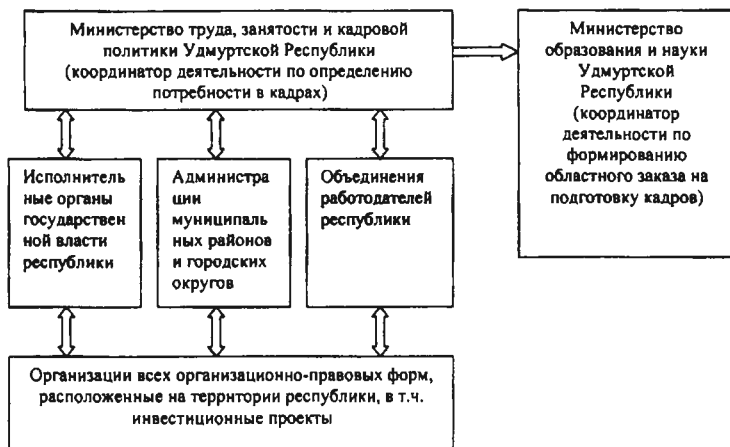 Министерство труда, занятости и кадровой
политики Удмуртской Республики
(координатор деятельности по определению
потребности в кадрах)
Министерство
образования и науки
Удмуртской
Республики
(координатор
деятельности по
формированию
областного заказа на
подготовку кадров)
Исполнитель
ные органы
государствен
ной власти
республики
Администра
ции
муниципаль
ных районов
и городских
округов
Объединения
работодателей
республики
Организации всех организационно-правовых форм,
расположенные на территории республики, в т.ч.
инвестиционные проекты